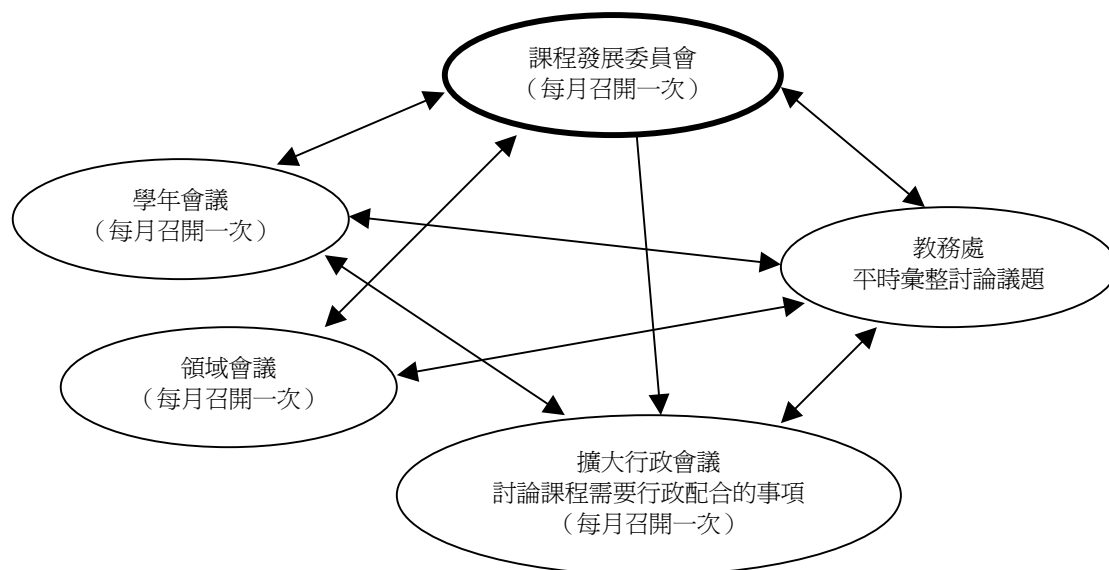 課程發展委員會
（每月召開一次）
學年會議
（每月召開一次）
教務處
平時彙整討論議題
領域會議
（每月召開一次）
擴大行政會議
討論課程需要行政配合的事項
（每月召開一次）